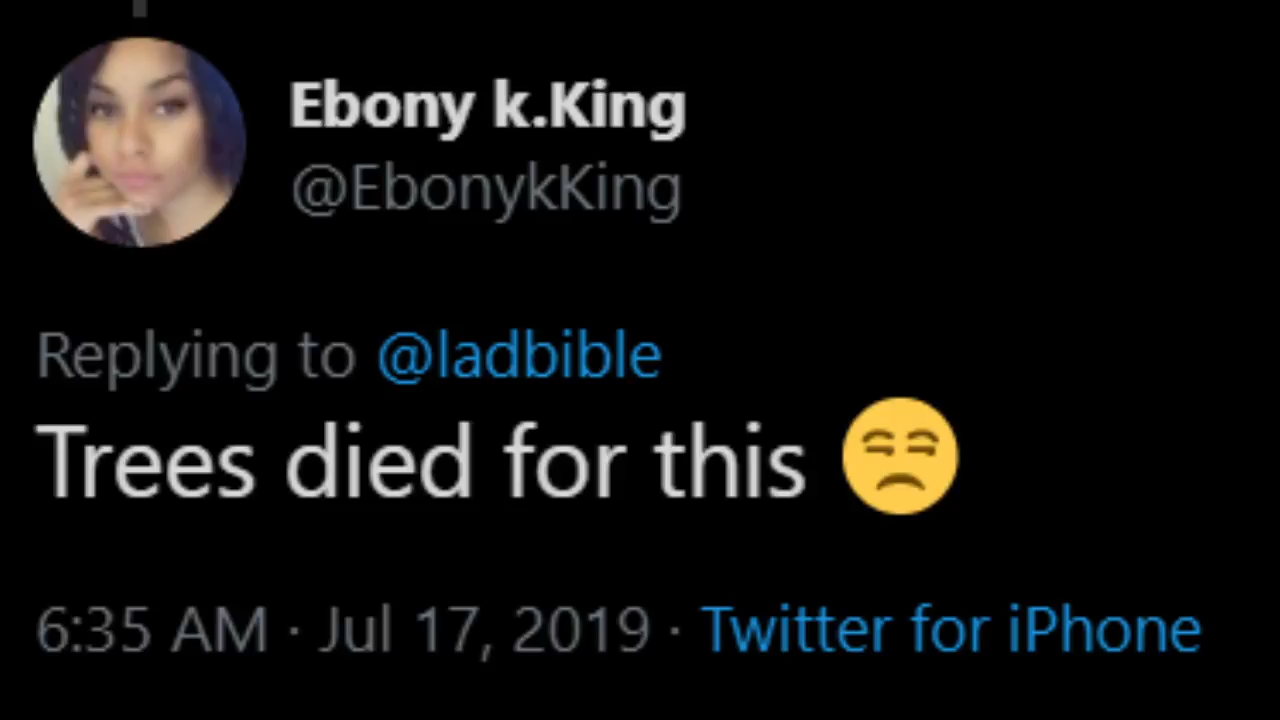 Ebony k.King
@EbonykKing
Replying to @ladbible
Trees died for this 😒
6:35 AM · Jul 17, 2019 · Twitter for iPhone